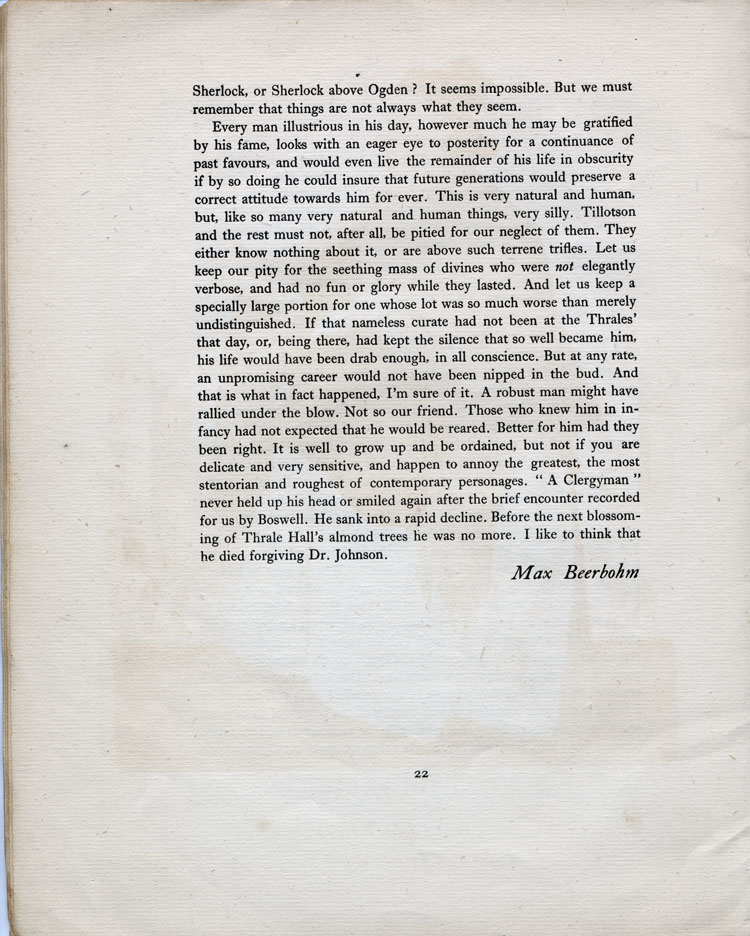 Sherlock, or Sherlock above Ogden ? It seems impossible. But we must
remember that things are not always what they seem.
Every man illustrious in his day, however much he may be gratified
by his fame, looks with an eager eye to posterity for a continuance of
past favours, and would even live the remainder of his life in obscurity
if by so doing he could insure that future generations would preserve a
correct attitude towards him for ever. This is very natural and human,
but, like so many very natural and human things, very silly. Tillotson
and the rest must not, after all, be pitied for our neglect of them. They
either know nothing about it, or are above such terrene trifles. Let us
keep our pity for the seething mass of divines who were not elegantly
verbose, and had no fun or glory while they lasted. And let us keep a
specially large portion for one whose lot was so much worse than merely
undistinguished. If that nameless curate had not been at the Thrales'
that day, or, being there, had kept the silence that so well became him,
his life would have been drab enough, in all conscience. But at any rate,
an unpromising career would not have been nipped in the bud. And
that is what in fact happened, I'm sure of it. A robust man might have
rallied under the blow. Not so our friend. Those who knew him in in-
fancy had not expected that he would be reared. Better for him had they
been right. It is well to grow up and be ordained, but not if you are
delicate and very sensitive, and happen to annoy the greatest, the most
stentorian and roughest of contemporary personages. “ A Clergyman ”
never held up his head or smiled again after the brief encounter recorded
for us by Boswell. He sank into a rapid decline. Before the next blossom-
ing of Thrale Hall's almond trees he was no more. I like to think that
he died forgiving Dr. Johnson.
Max Beerbohm
22